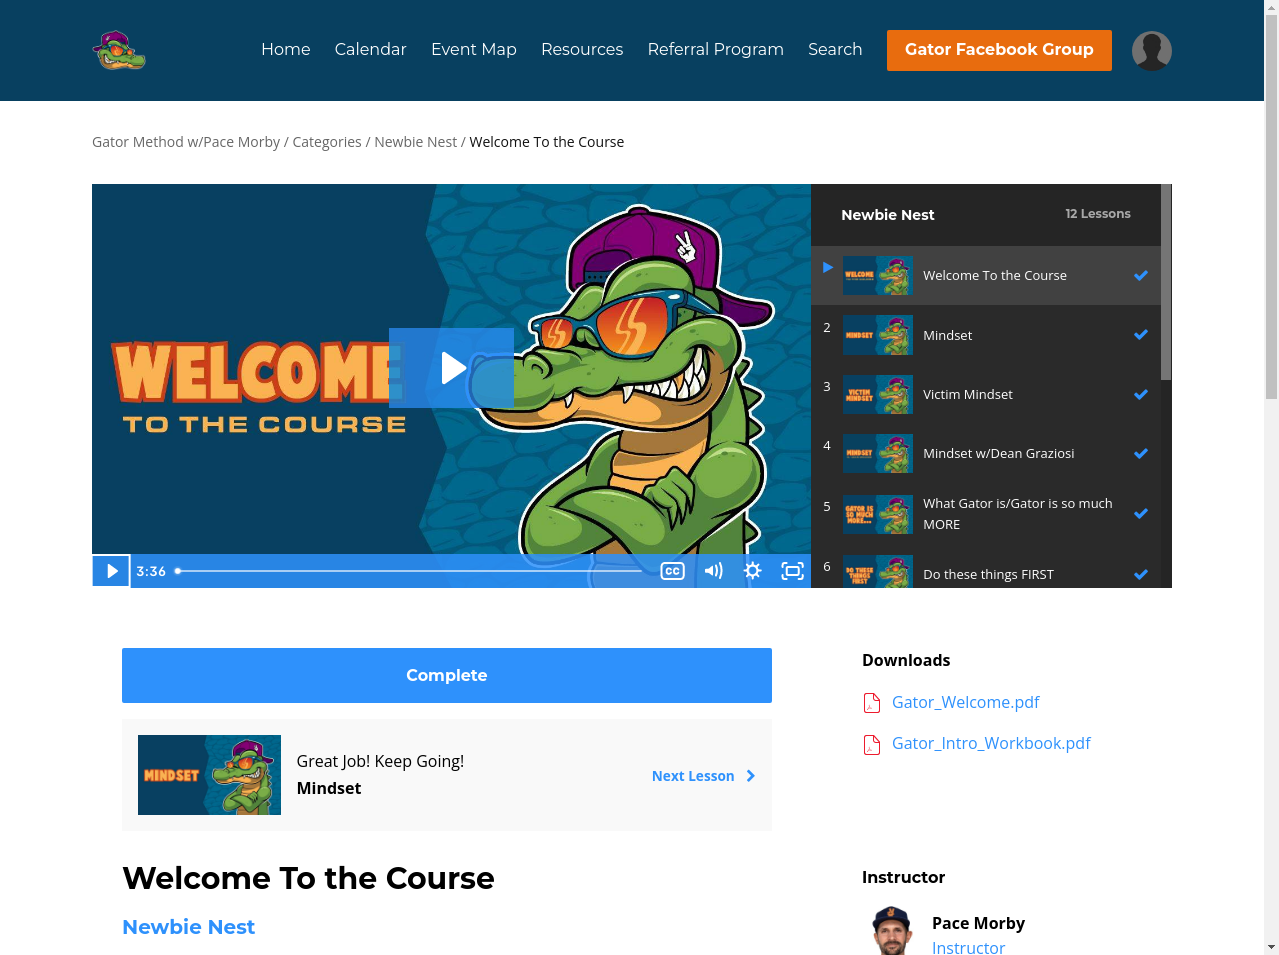 Home Calendar Event Map Resources Referral Program Search Gator Facebook Group
Gator Method w/Pace Morby / Categories / Newbie Nest / Welcome To the Course
WELCOME
TO THE COURSE
3:36
CC
Newbie Nest 12 Lessons
WELCOME
TO THE COURSE
Welcome To the Course
2
MINDSET
Mindset
3
VICTIM
MINDSET
Victim Mindset
4
MINDSET
Mindset w/Dean Graziosi
5
GATOR IS
SO MUCH
MORE...
What Gator is/Gator is so much
MORE
6
DO THESE
THINGS
FIRST
Do these things FIRST
Complete
MINDSET
Great Job! Keep Going!
Mindset
Next Lesson
Downloads
Gator_Welcome.pdf
Gator_Intro_Workbook.pdf
Welcome To the Course
Newbie Nest
Instructor
Pace Morby
Instructor